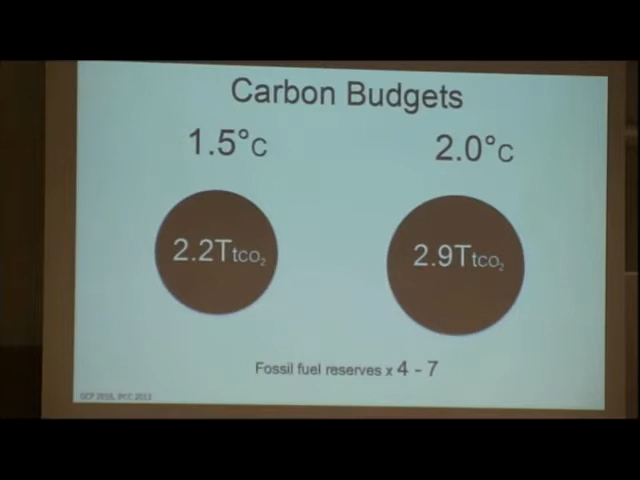 Carbon Budgets
1.5°C 2.0°C
2.2TtCO₂ 2.9TtCO₂
Fossil fuel reserves x 4 - 7
GCP 2016, IPCC 2013